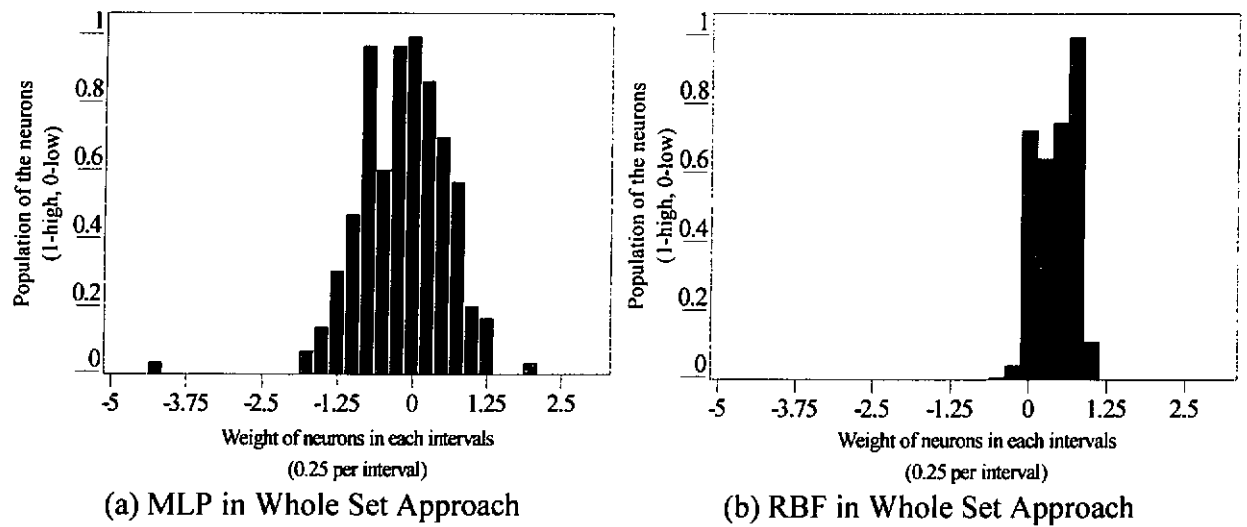 Population of the neurons
(1-high, 0-low)
1
0.8
0.6
0.4
0.2
0
-5 -3.75 -2.5 -1.25 0 1.25 2.5
Weight of neurons in each intervals
(0.25 per interval)
(a) MLP in Whole Set Approach
Population of the neurons
(1-high, 0-low)
1
0.8
0.6
0.4
0.2
0
-5 -3.75 -2.5 -1.25 0 1.25 2.5
Weight of neurons in each intervals
(0.25 per interval)
(b) RBF in Whole Set Approach